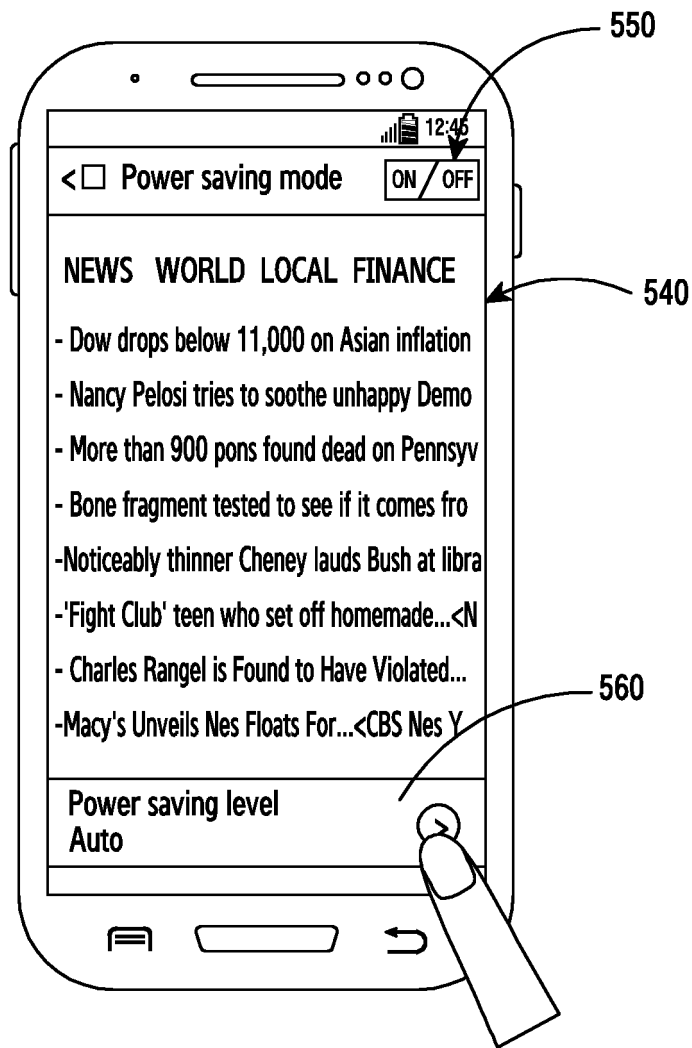 550
12:45
< Power saving mode ON / OFF
NEWS WORLD LOCAL FINANCE
540
- Dow drops below 11,000 on Asian inflation
- Nancy Pelosi tries to soothe unhappy Demo
- More than 900 pons found dead on Pennsyv
- Bone fragment tested to see if it comes fro
-Noticeably thinner Cheney lauds Bush at libra
-'Fight Club' teen who set off homemade...<N
- Charles Rangel is Found to Have Violated...
560
-Macy's Unveils Nes Floats For...<CBS Nes Y
Power saving level
Auto
>